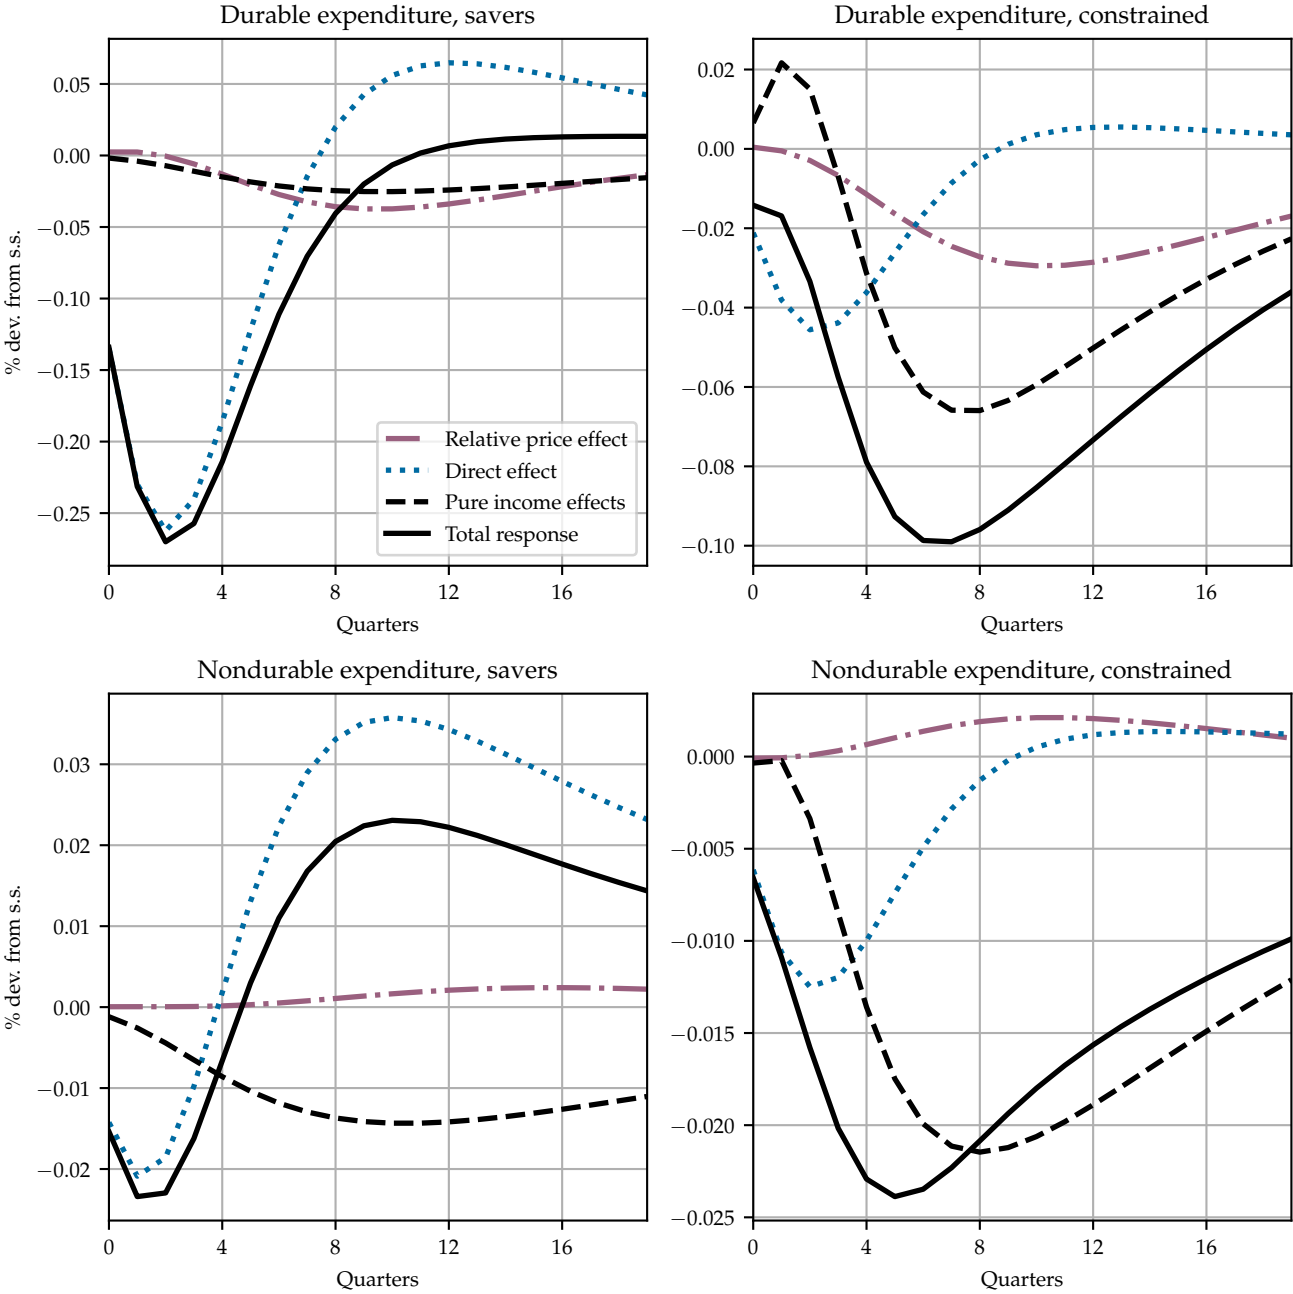 Durable expenditure, savers
% dev. from s.s.
0.05
0.00
−0.05
−0.10
−0.15
−0.20
−0.25
Relative price effect
Direct effect
Pure income effects
Total response
0 4 8 12 16
Quarters
Durable expenditure, constrained
0.02
0.00
−0.02
−0.04
−0.06
−0.08
−0.10
0 4 8 12 16
Quarters
Nondurable expenditure, savers
% dev. from s.s.
0.03
0.02
0.01
0.00
−0.01
−0.02
0 4 8 12 16
Quarters
Nondurable expenditure, constrained
0.000
−0.005
−0.010
−0.015
−0.020
−0.025
0 4 8 12 16
Quarters